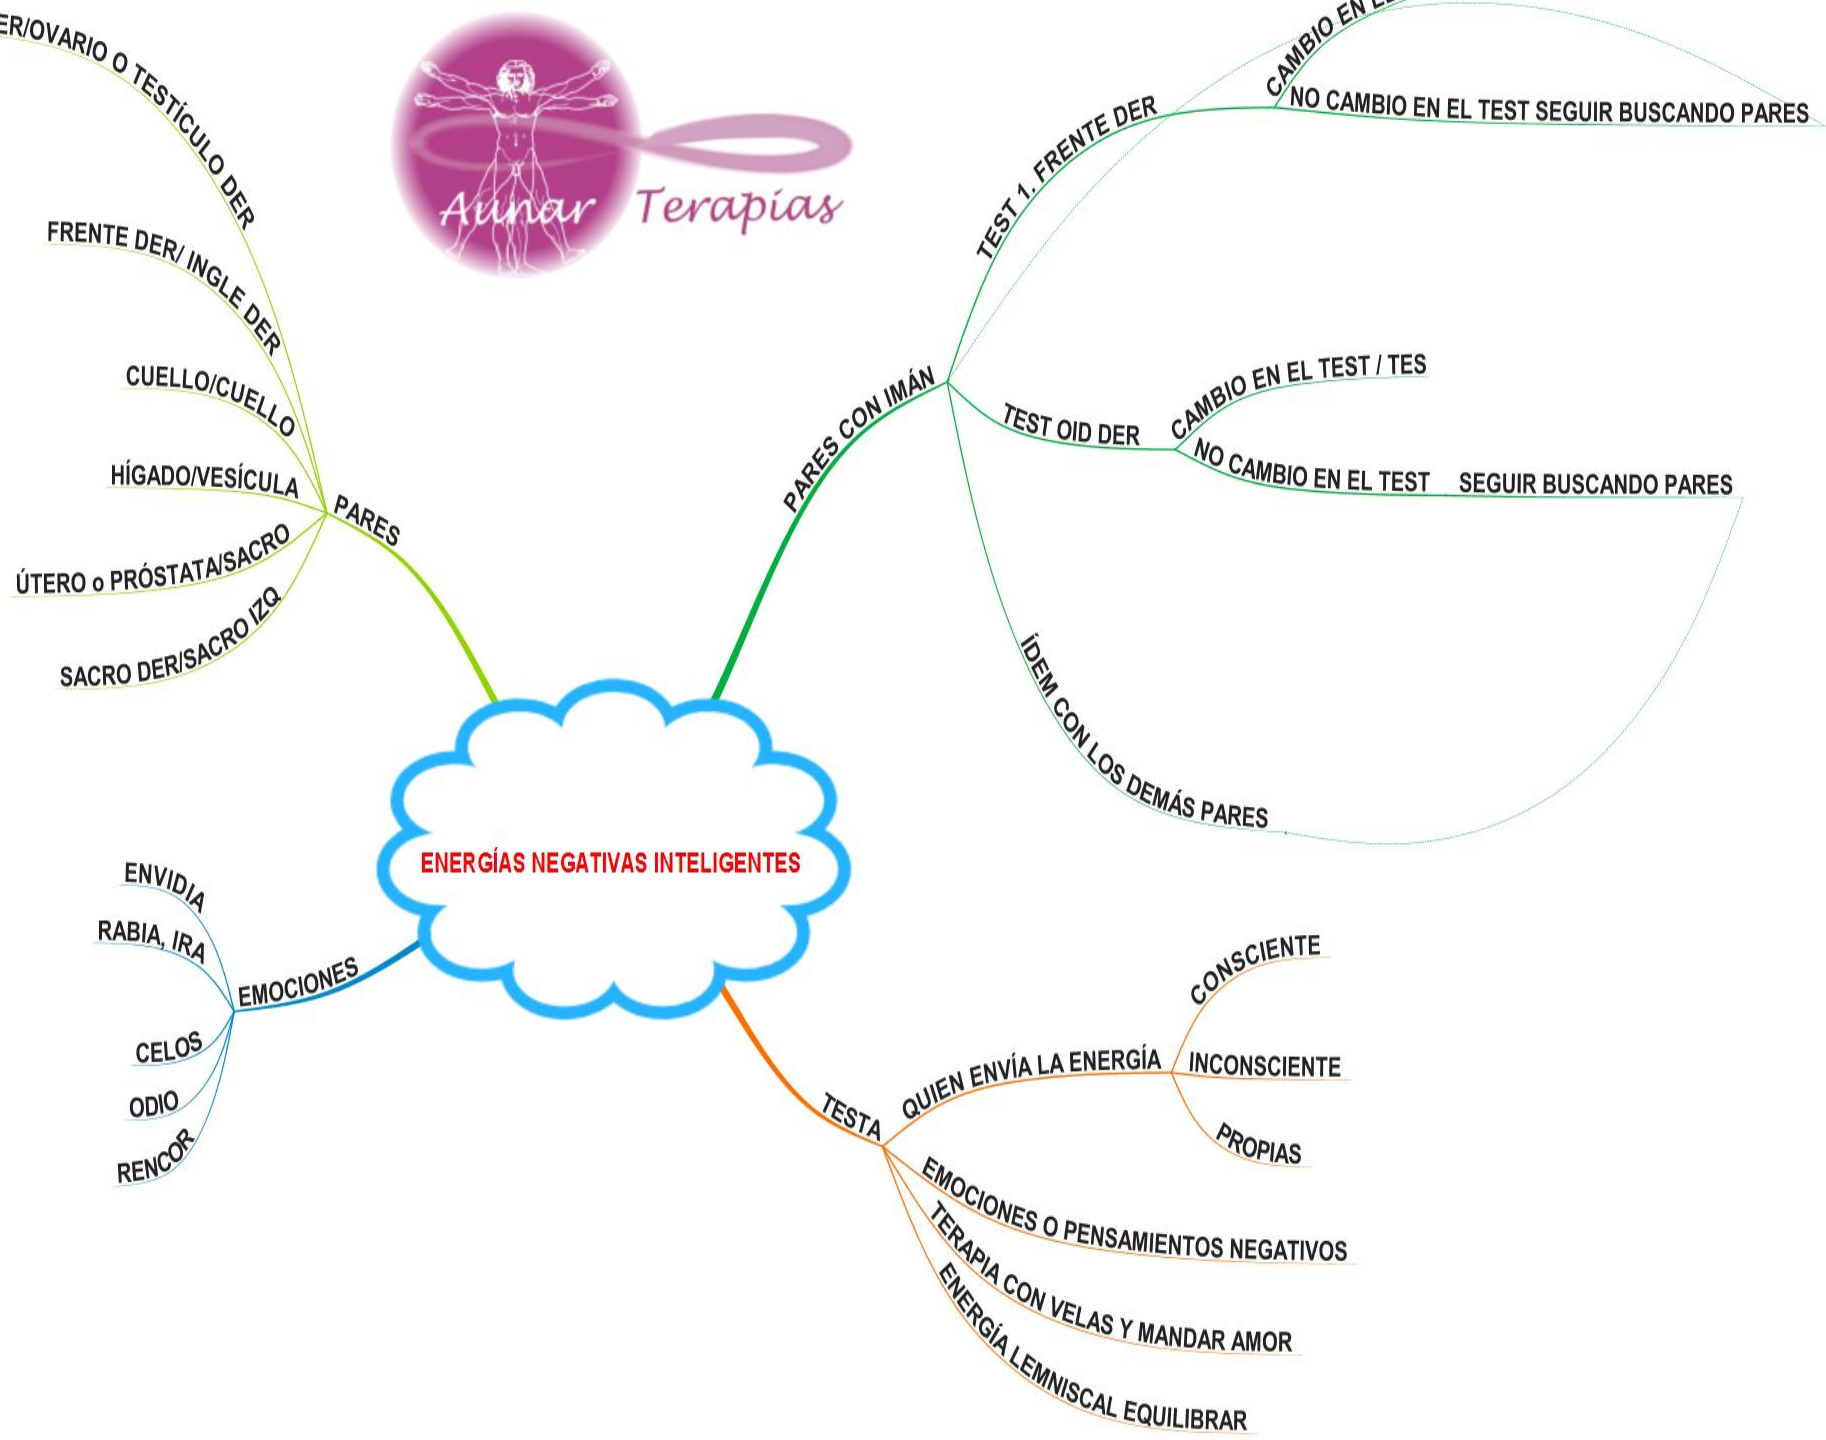 OVARIO O TESTÍCULO DER
FRENTE DER/ INGLE DER
CUELLO/CUELLO
HÍGADO/VESÍCULA
ÚTERO o PRÓSTATA/SACRO
SACRO DER/SACRO IZQ
PARES
Aunar Terapias
PARES CON IMÁN
TEST 1. FRENTE DER
CAMBIO EN
NO CAMBIO EN EL TEST SEGUIR BUSCANDO PARES
TEST OID DER
CAMBIO EN EL TEST / TES
NO CAMBIO EN EL TEST SEGUIR BUSCANDO PARES
ÍDEM CON LOS DEMÁS PARES
ENERGÍAS NEGATIVAS INTELIGENTES
EMOCIONES
ENVIDIA
RABIA, IRA
CELOS
ODIO
RENCOR
TESTA
QUIEN ENVÍA LA ENERGÍA
CONSCIENTE
INCONSCIENTE
PROPIAS
EMOCIONES O PENSAMIENTOS NEGATIVOS
TERAPIA CON VELAS Y MANDAR AMOR
ENERGÍA LEMNISCAL EQUILIBRAR